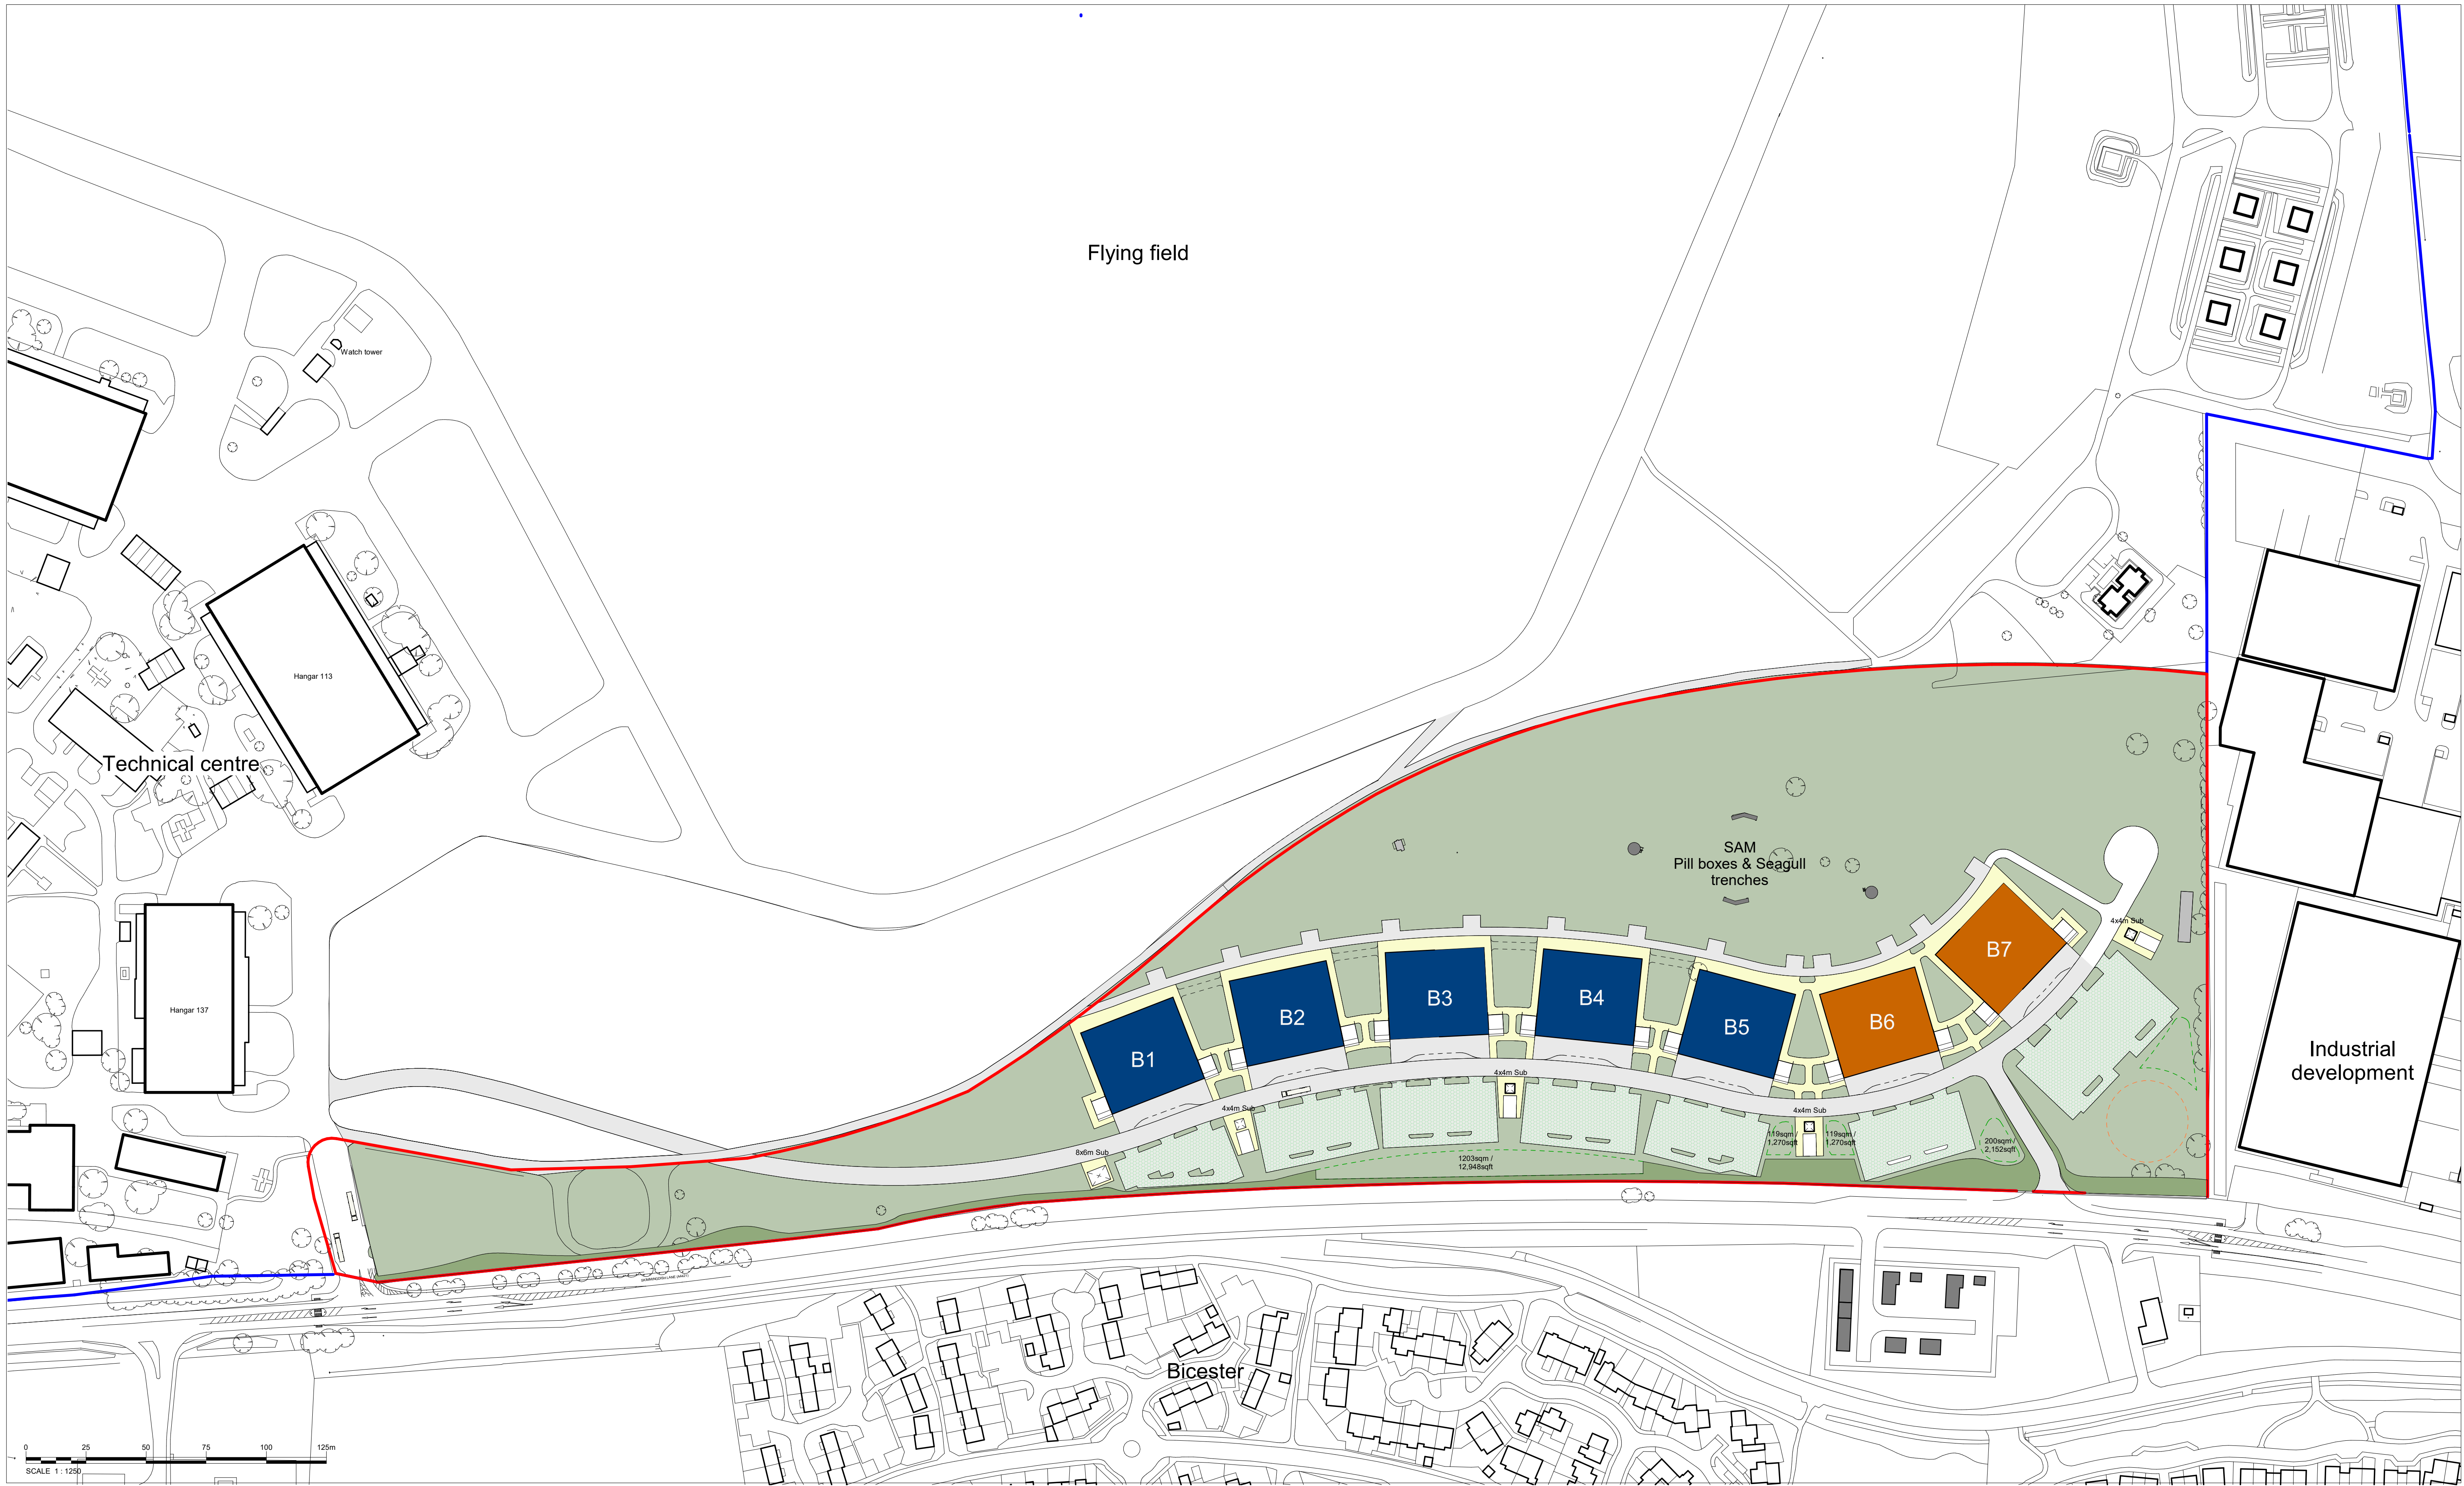 Flying field
Watch tower
Hangar 113
Technical centre
SAM
Pill boxes & Seagull
trenches
4x4m Sub
B7
B3
B4
B5
B2
B6
B1
Hangar 137
Industrial
development
4x4m Sub
4x4m Sub
4x4m Sub
119sqm /
1,270sqft
119sqm /
1,270sqft
200sqm /
2,152sqft
8x6m Sub
1203sqm /
12,948sqft
Bicester
0 25 50 75 100 125m
SCALE 1 : 1250